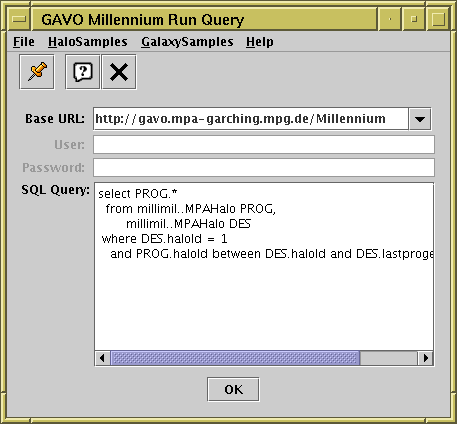 GAVO Millennium Run Query
File HaloSamples GalaxySamples Help
Base URL: http://gavo.mpa-garching.mpg.de/Millennium
User:
Password:
SQL Query:
select PROG.*
from millimil..MPAHalo PROG,
millimil..MPAHalo DES
where DES.haloId = 1
and PROG.haloId between DES.haloId and DES.lastproge
OK